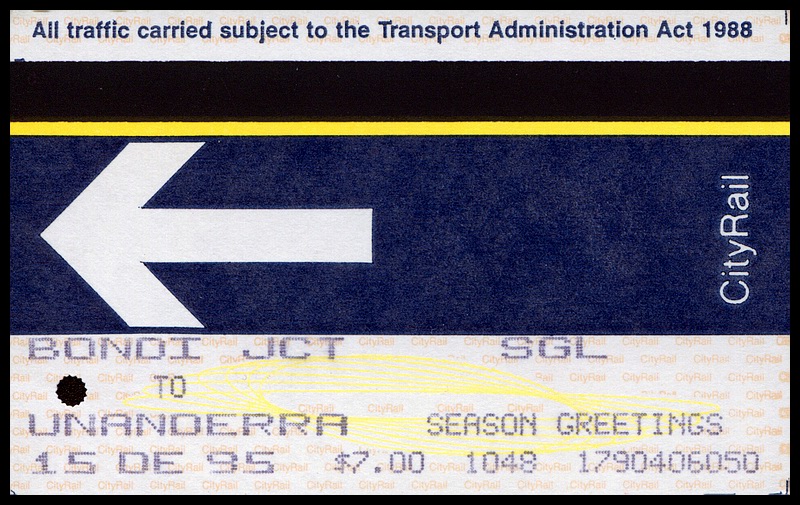 All traffic carried subject to the Transport Administration Act 1988
CityRail
BONDI JCT SGL
TO
UNANDERRA SEASON GREETINGS
15 DE 95 $7.00 1048 1790406050